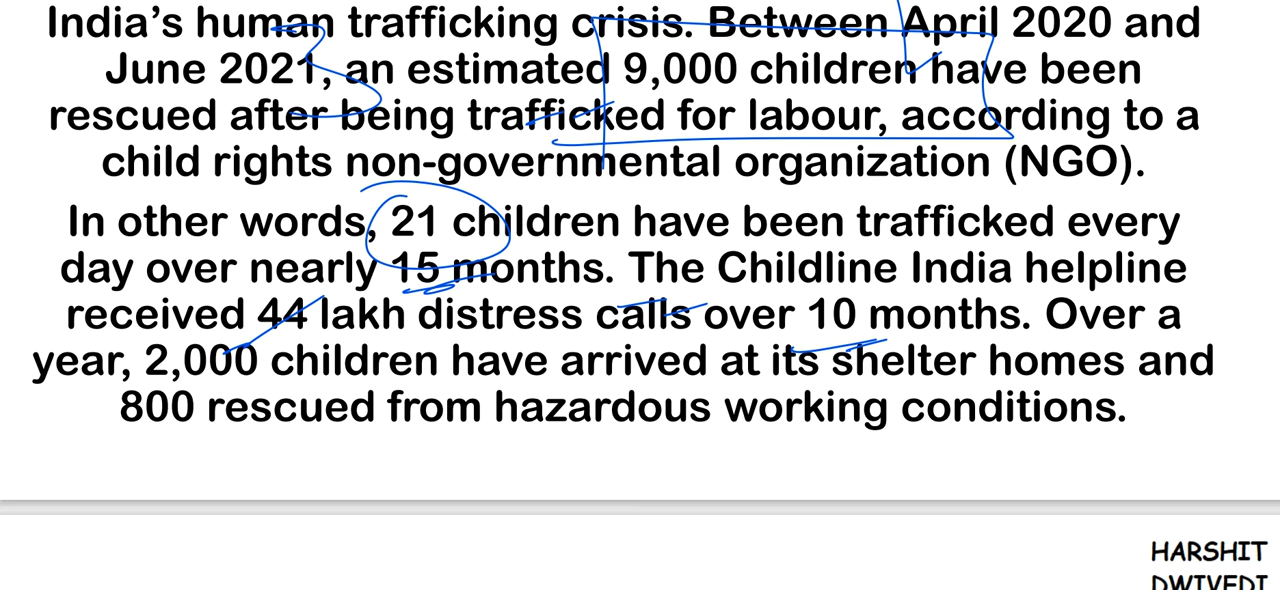 India’s human trafficking crisis. Between April 2020 and
June 2021, an estimated 9,000 children have been
rescued after being trafficked for labour, according to a
child rights non-governmental organization (NGO).
In other words, 21 children have been trafficked every
day over nearly 15 months. The Childline India helpline
received 44 lakh distress calls over 10 months. Over a
year, 2,000 children have arrived at its shelter homes and
800 rescued from hazardous working conditions.
HARSHIT
DWIVEDI